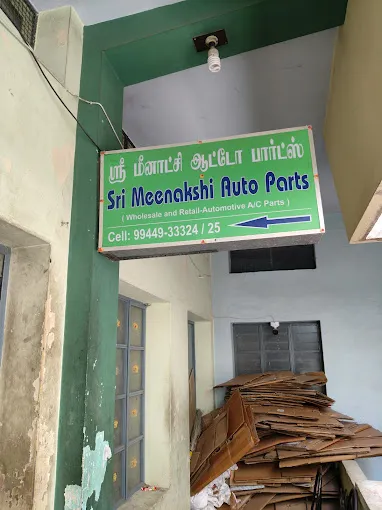 ஸ்ரீ மீனாட்சி ஆட்டோ பார்ட்ஸ்
Sri Meenakshi Auto Parts
( Wholesale and Retail-Automotive A/C Parts )
Cell: 99449-33324 / 25